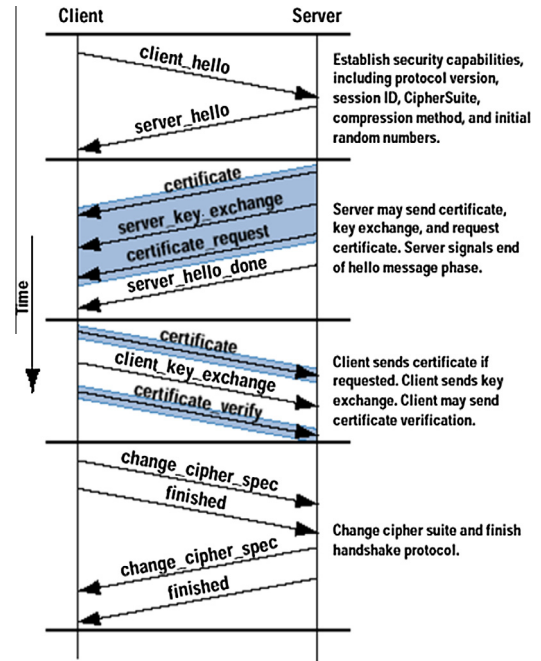 Client
Server
client_hello
server_hello
Establish security capabilities,
including protocol version,
session ID, CipherSuite,
compression method, and initial
random numbers.
certificate
server_key_exchange
certificate_request
server_hello_done
Server may send certificate,
key exchange, and request
certificate. Server signals end
of hello message phase.
Time
certificate
client_key_exchange
certificate_verify
Client sends certificate if
requested. Client sends key
exchange. Client may send
certificate verification.
change_cipher_spec
finished
change_cipher_spec
finished
Change cipher suite and finish
handshake protocol.